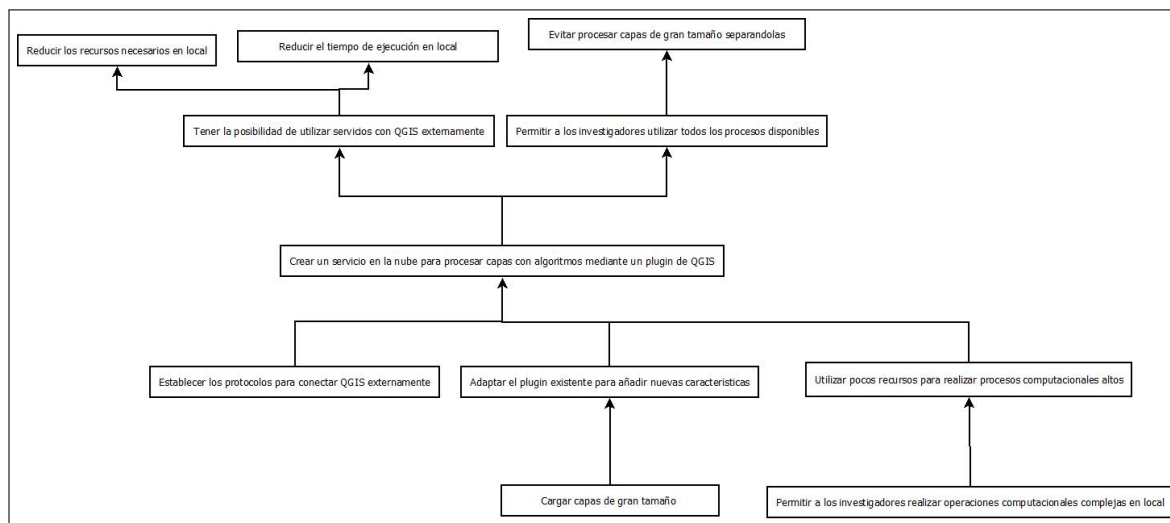 Evitar procesar capas de gran tamaño separandolas
Reducir los recursos necesarios en local
Reducir el tiempo de ejecución en local
Tener la posibilidad de utilizar servicios con QGIS externamente
Permitir a los investigadores utilizar todos los procesos disponibles
Crear un servicio en la nube para procesar capas con algoritmos mediante un plugin de QGIS
Establecer los protocolos para conectar QGIS externamente
Adaptar el plugin existente para añadir nuevas caracteristicas
Utilizar pocos recursos para realizar procesos computacionales altos
Cargar capas de gran tamaño
Permitir a los investigadores realizar operaciones computacionales complejas en local